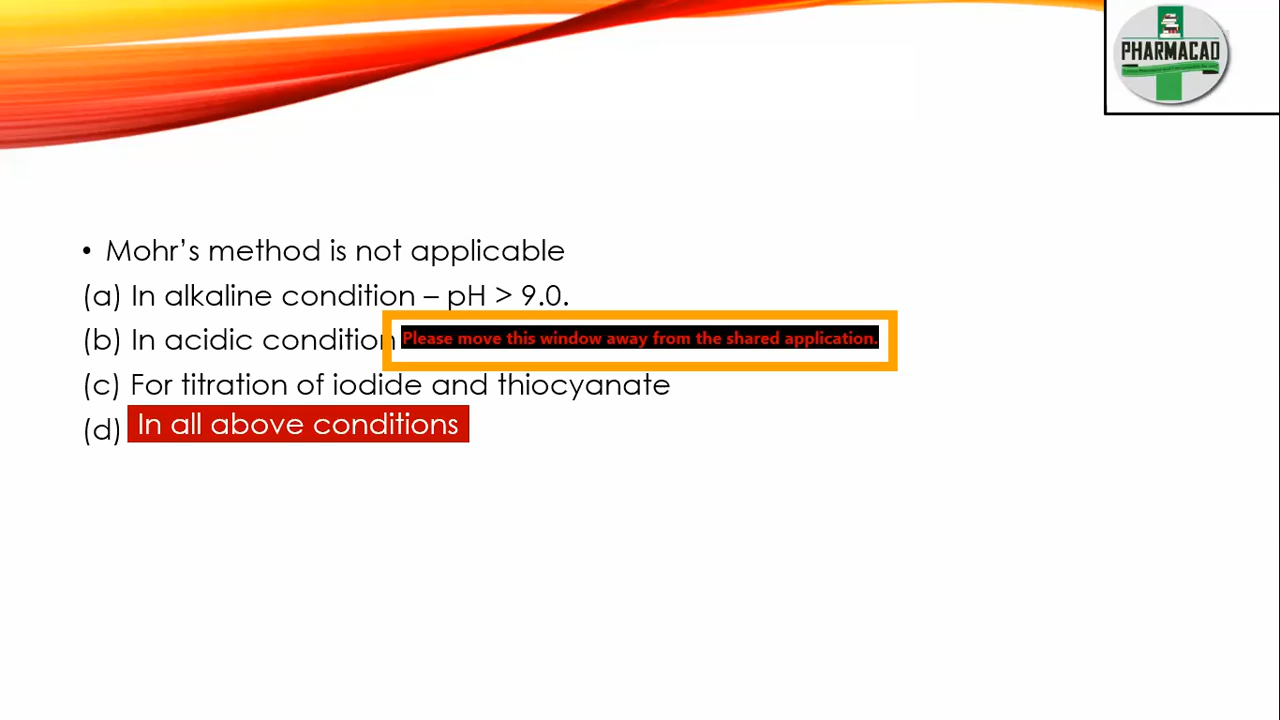 PHARMACAD
• Mohr’s method is not applicable
(a) In alkaline condition – pH > 9.0.
(b) In acidic condition
Please move this window away from the shared application.
(c) For titration of iodide and thiocyanate
(d) In all above conditions